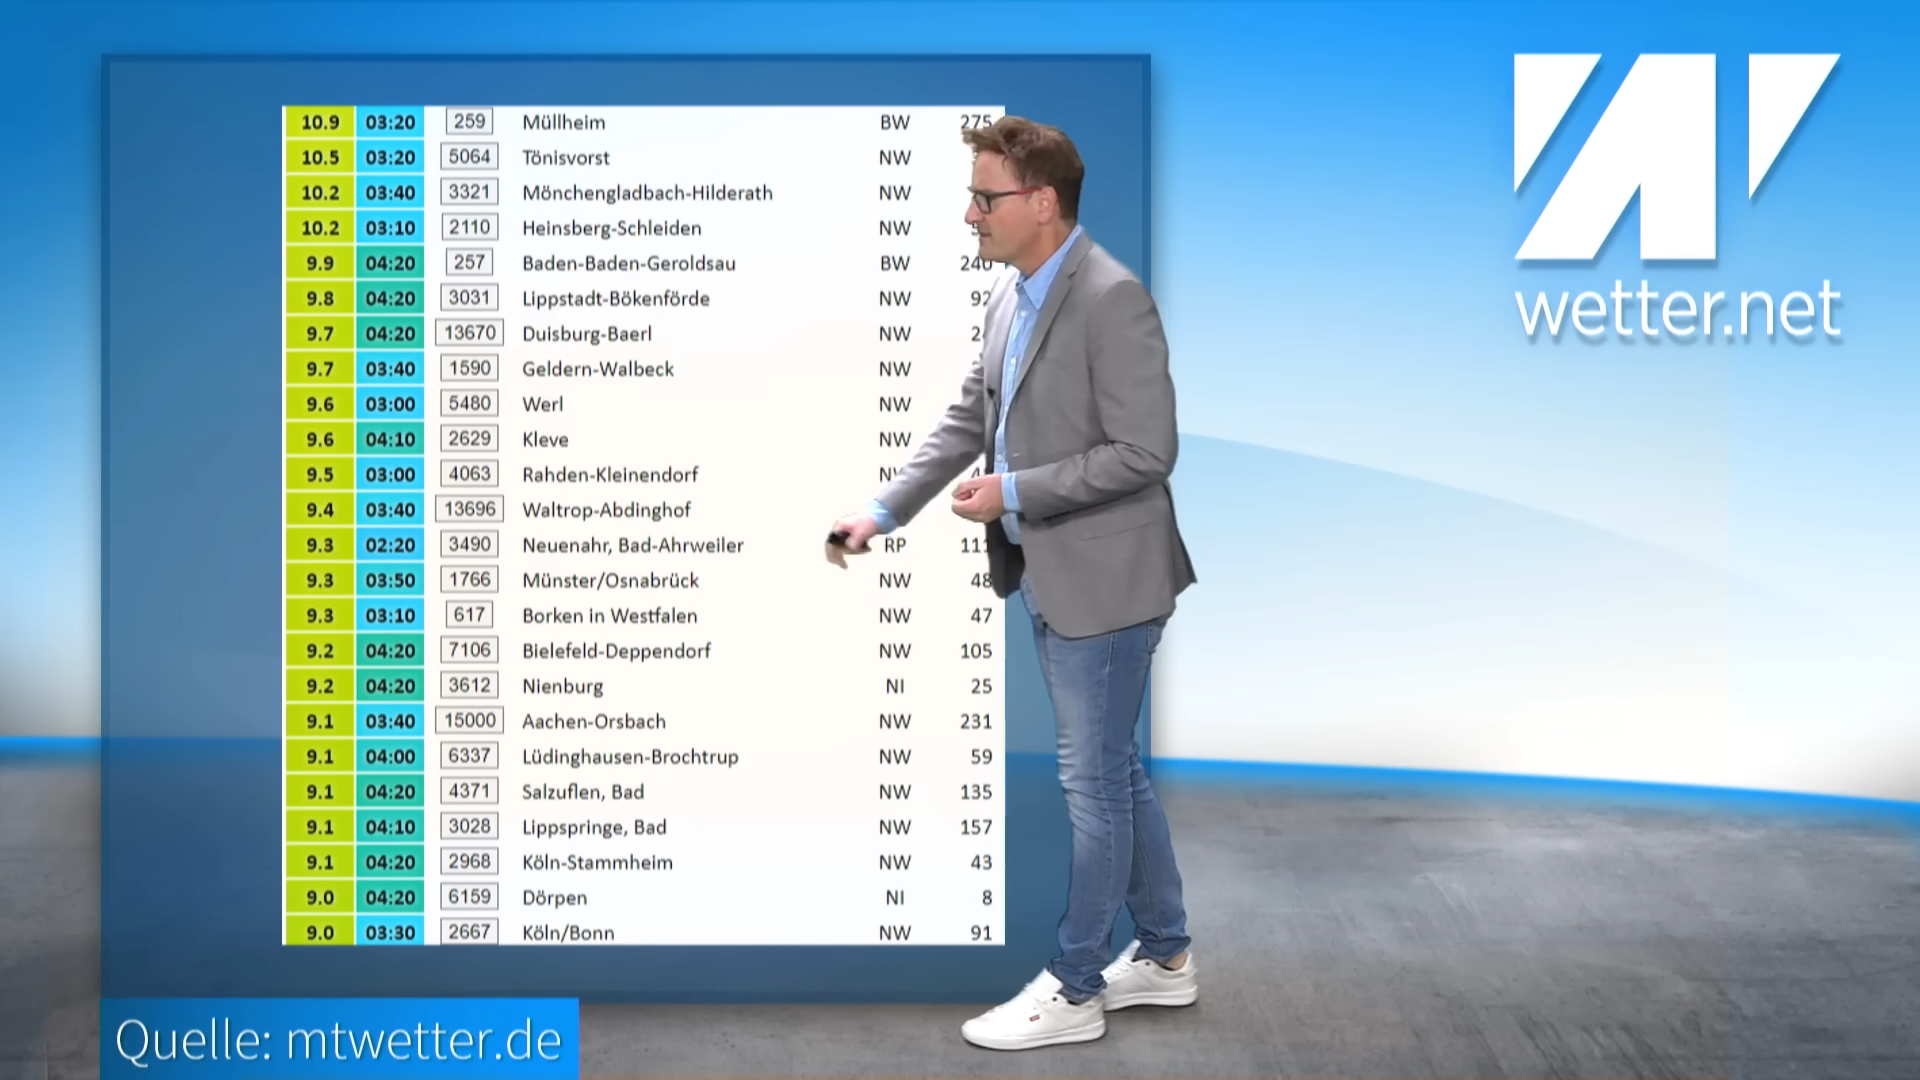 10.9 03:20 259 Müllheim BW 275
10.5 03:20 5064 Tönisvorst NW
10.2 03:40 3321 Mönchengladbach-Hilderath NW
10.2 03:10 2110 Heinsberg-Schleiden NW
9.9 04:20 257 Baden-Baden-Geroldsau BW 240
9.8 04:20 3031 Lippstadt-Bökenförde NW 92
9.7 04:20 13670 Duisburg-Baerl NW
9.7 03:40 1590 Geldern-Walbeck NW
9.6 03:00 5480 Werl NW
9.6 04:10 2629 Kleve NW
9.5 03:00 4063 Rahden-Kleinendorf
9.4 03:40 13696 Waltrop-Abdinghof
9.3 02:20 3490 Neuenahr, Bad-Ahrweiler RP 111
9.3 03:50 1766 Münster/Osnabrück NW 48
9.3 03:10 617 Borken in Westfalen NW 47
9.2 04:20 7106 Bielefeld-Deppendorf NW 105
9.2 04:20 3612 Nienburg NI 25
9.1 03:40 15000 Aachen-Orsbach NW 231
9.1 04:00 6337 Lüdinghausen-Brochtrup NW 59
9.1 04:20 4371 Salzuflen, Bad NW 135
9.1 04:10 3028 Lippspringe, Bad NW 157
9.1 04:20 2968 Köln-Stammheim NW 43
9.0 04:20 6159 Dörpen NI 8
9.0 03:30 2667 Köln/Bonn NW 91
Quelle: mtwetter.de
wetter.net